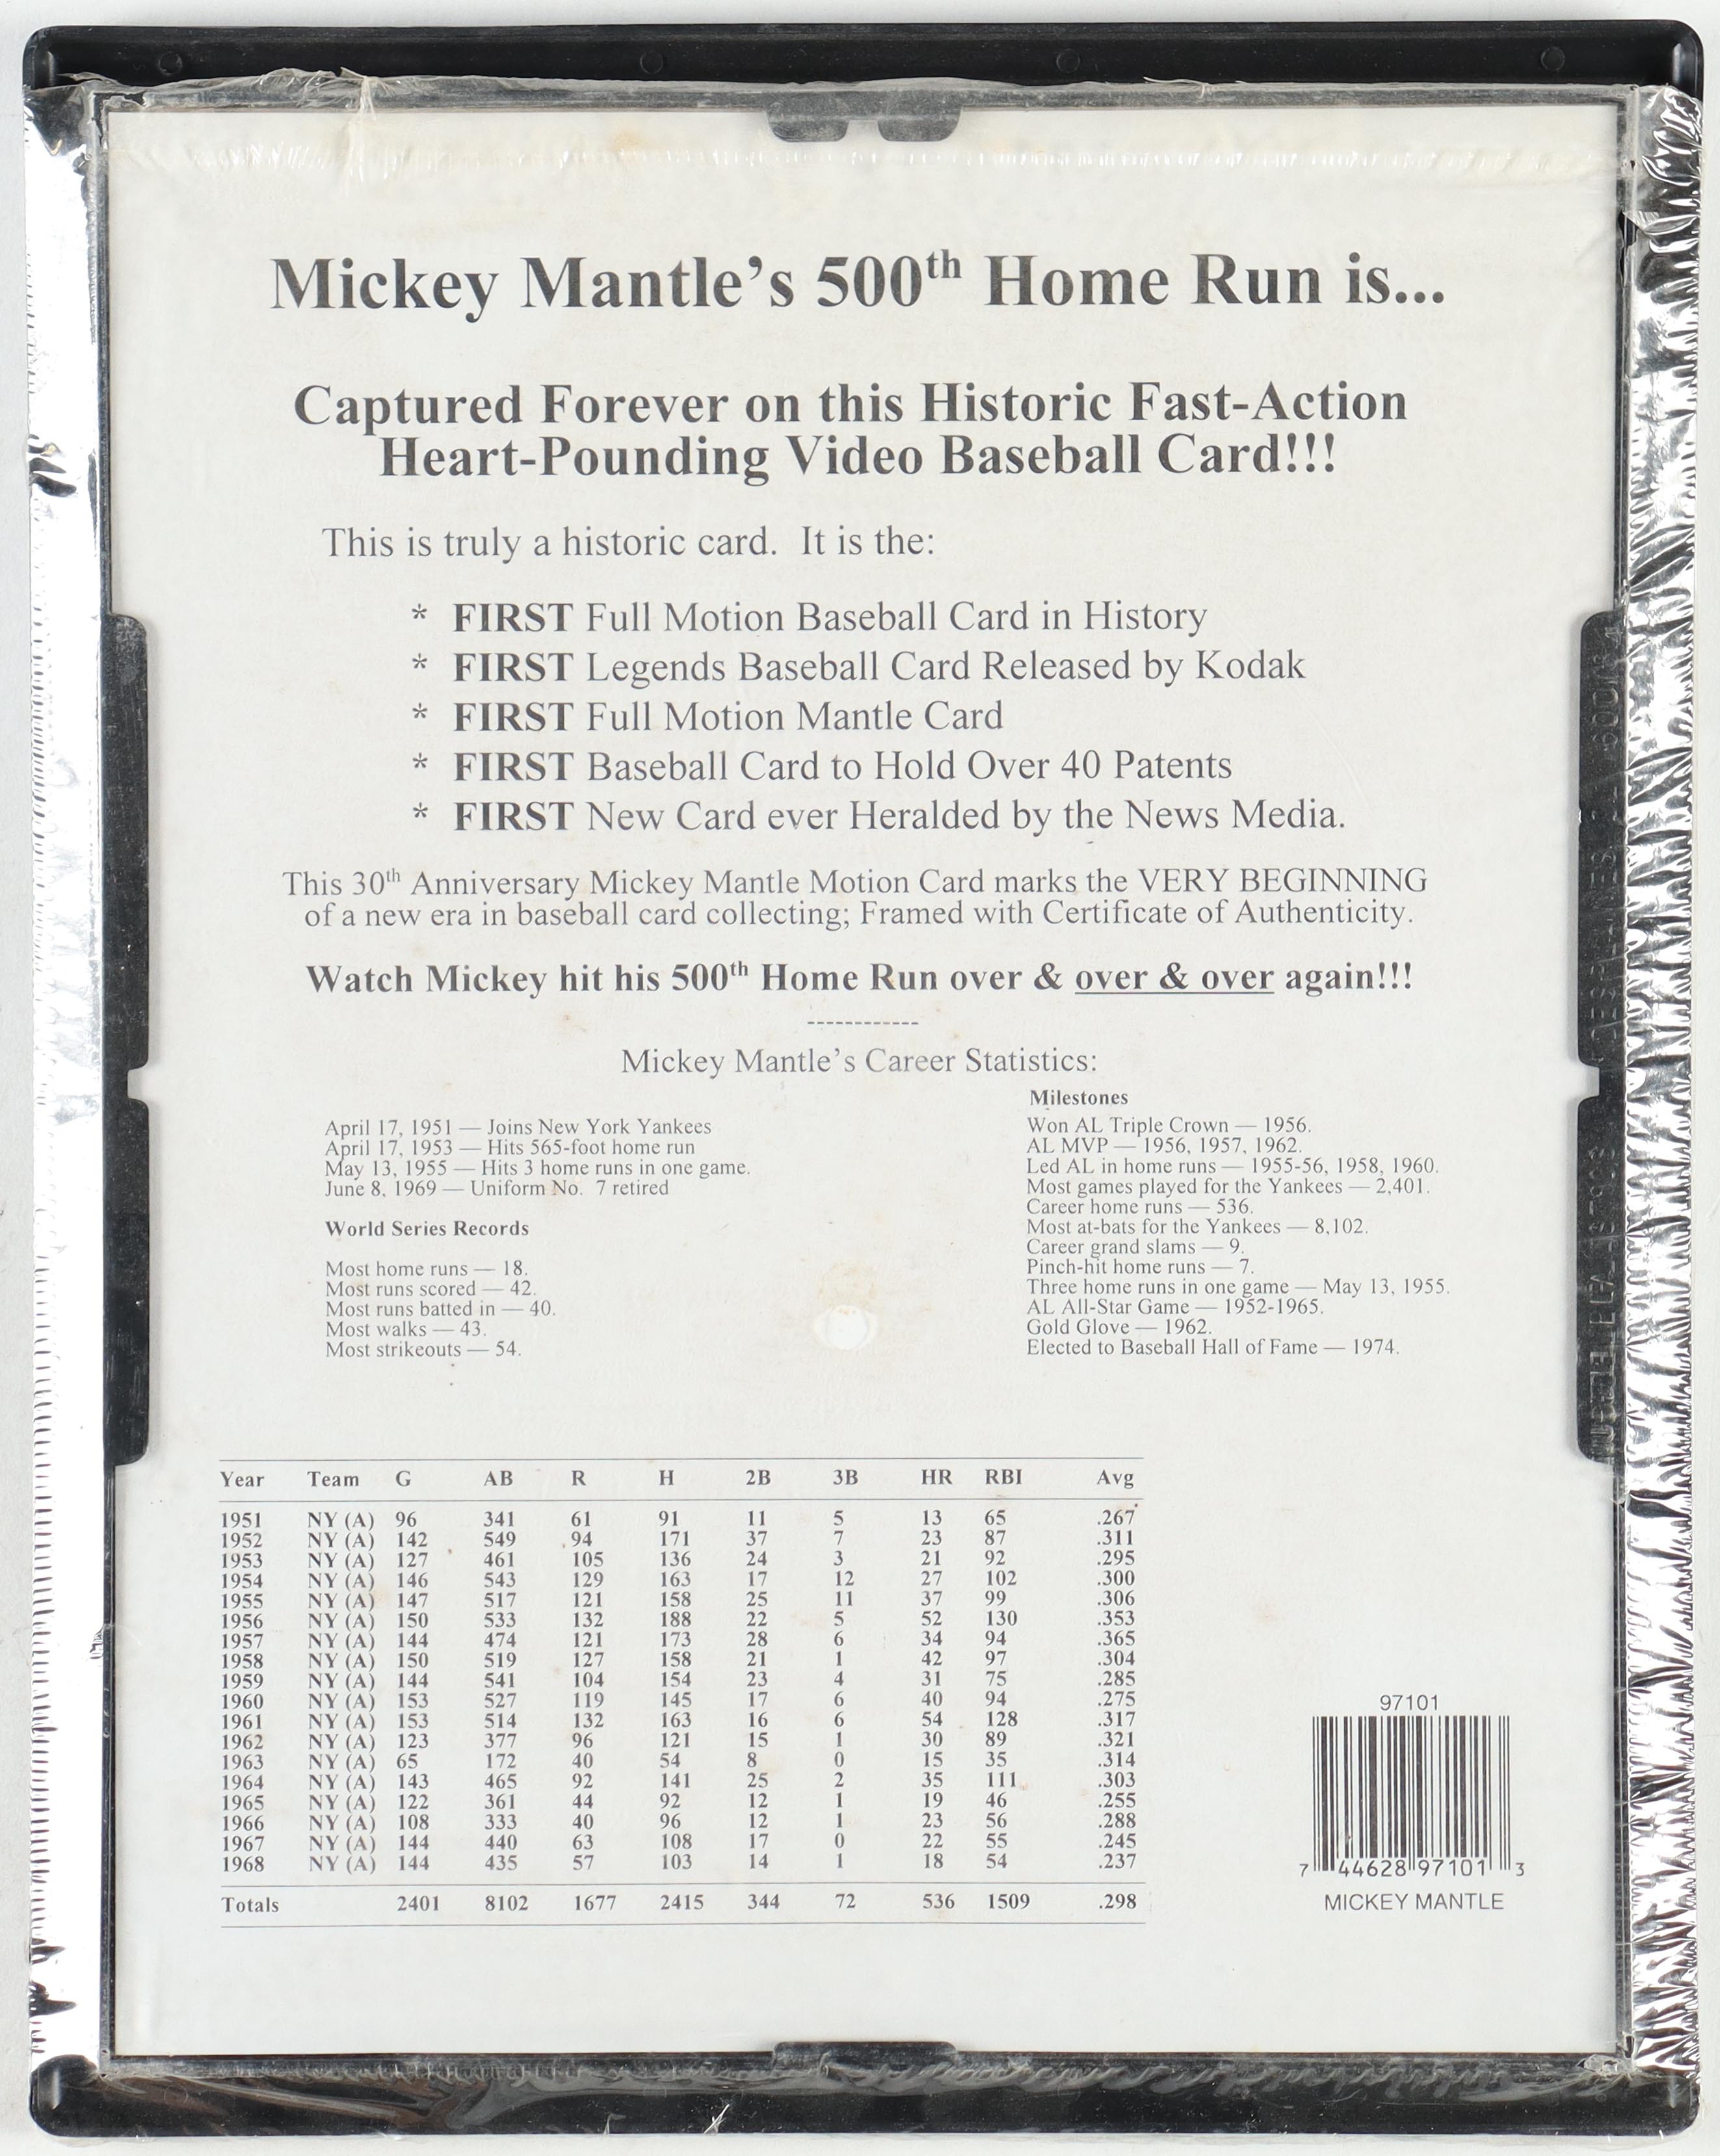 Mickey Mantle's 500th Home Run is...
Captured Forever on this Historic Fast-Action
Heart-Pounding Video Baseball Card!!!
This is truly a historic card. It is the:
* FIRST Full Motion Baseball Card in History
* FIRST Legends Baseball Card Released by Kodak
* FIRST Full Motion Mantle Card
* FIRST Baseball Card to Hold Over 40 Patents
* FIRST New Card ever Heralded by the News Media.
This 30th Anniversary Mickey Mantle Motion Card marks the VERY BEGINNING
of a new era in baseball card collecting; Framed with Certificate of Authenticity.
Watch Mickey hit his 500th Home Run over & over & over again!!!
------------
Mickey Mantle's Career Statistics:
April 17, 1951 — Joins New York Yankees
April 17, 1953 — Hits 565-foot home run
May 13, 1955 — Hits 3 home runs in one game.
June 8, 1969 — Uniform No. 7 retired
World Series Records
Most home runs — 18.
Most runs scored — 42.
Most runs batted in — 40.
Most walks — 43.
Most strikeouts — 54.
Milestones
Won AL Triple Crown — 1956.
AL MVP — 1956, 1957, 1962.
Led AL in home runs — 1955-56, 1958, 1960.
Most games played for the Yankees — 2,401.
Career home runs — 536.
Most at-bats for the Yankees — 8,102.
Career grand slams — 9.
Pinch-hit home runs — 7.
Three home runs in one game — May 13, 1955.
AL All-Star Game — 1952-1965.
Gold Glove — 1962.
Elected to Baseball Hall of Fame — 1974.
Year Team G AB R H 2B 3B HR RBI Avg
1951 NY (A) 96 341 61 91 11 5 13 65 .267
1952 NY (A) 142 549 94 171 37 7 23 87 .311
1953 NY (A) 127 461 105 136 24 3 21 92 .295
1954 NY (A) 146 543 129 163 17 12 27 102 .300
1955 NY (A) 147 517 121 158 25 11 37 99 .306
1956 NY (A) 150 533 132 188 22 5 52 130 .353
1957 NY (A) 144 474 121 173 28 6 34 94 .365
1958 NY (A) 150 519 127 158 21 1 42 97 .304
1959 NY (A) 144 541 104 154 23 4 31 75 .285
1960 NY (A) 153 527 119 145 17 6 40 94 .275
1961 NY (A) 153 514 132 163 16 6 54 128 .317
1962 NY (A) 123 377 96 121 15 1 30 89 .321
1963 NY (A) 65 172 40 54 8 0 15 35 .314
1964 NY (A) 143 465 92 141 25 2 35 111 .303
1965 NY (A) 122 361 44 92 12 1 19 46 .255
1966 NY (A) 108 333 40 96 12 1 23 56 .288
1967 NY (A) 144 440 63 108 17 0 22 55 .245
1968 NY (A) 144 435 57 103 14 1 18 54 .237
Totals 2401 8102 1677 2415 344 72 536 1509 .298
97101
7 44628 97101 3
MICKEY MANTLE